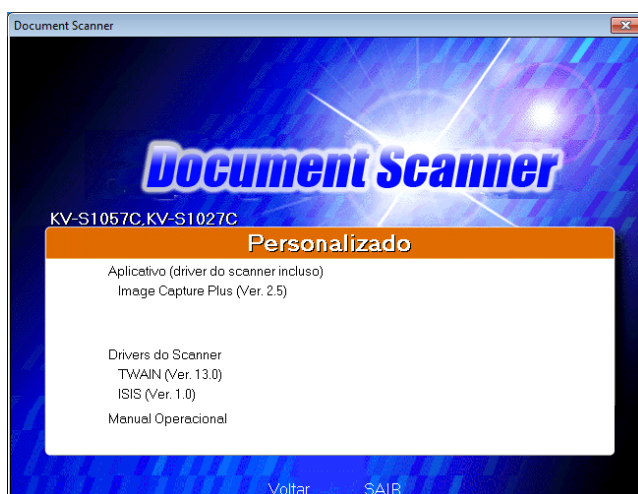 Document Scanner
Document Scanner
KV-S1057C,KV-S1027C
Personalizado
Aplicativo (driver do scanner incluso)
Image Capture Plus (Ver. 2.5)
Drivers do Scanner
TWAIN (Ver. 13.0)
ISIS (Ver. 1.0)
Manual Operacional
Voltar SAIR